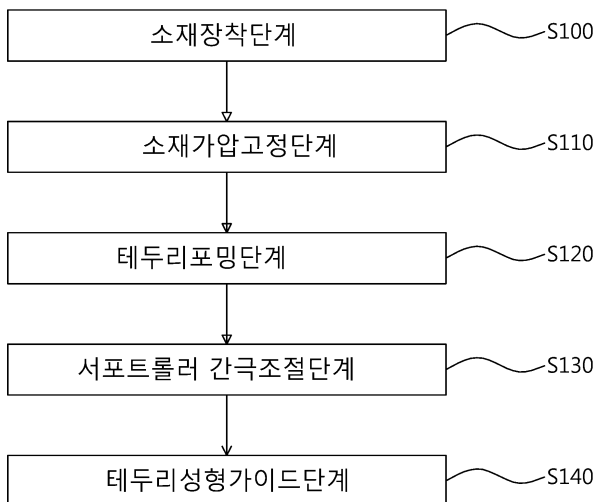 소재장착단계 S100
소재가압고정단계 S110
테두리포밍단계 S120
서포트롤러 간극조절단계 S130
테두리성형가이드단계 S140